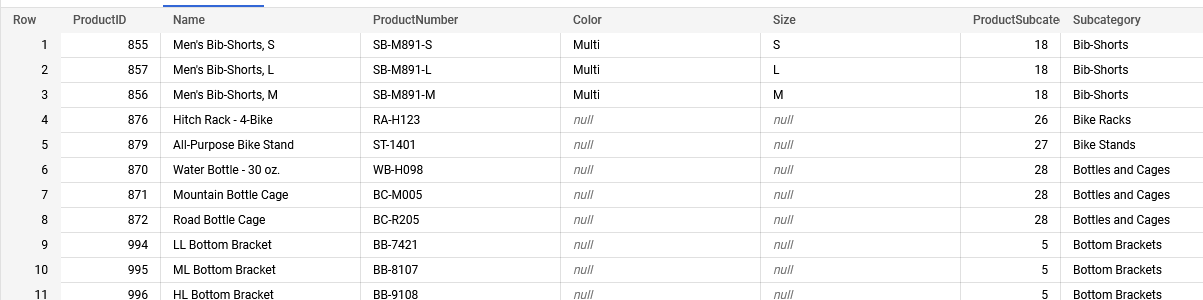 Row ProductID Name ProductNumber Color Size ProductSubcate Subcategory
1 855 Men's Bib-Shorts, S SB-M891-S Multi S 18 Bib-Shorts
2 857 Men's Bib-Shorts, L SB-M891-L Multi L 18 Bib-Shorts
3 856 Men's Bib-Shorts, M SB-M891-M Multi M 18 Bib-Shorts
4 876 Hitch Rack - 4-Bike RA-H123 null null 26 Bike Racks
5 879 All-Purpose Bike Stand ST-1401 null null 27 Bike Stands
6 870 Water Bottle - 30 oz. WB-H098 null null 28 Bottles and Cages
7 871 Mountain Bottle Cage BC-M005 null null 28 Bottles and Cages
8 872 Road Bottle Cage BC-R205 null null 28 Bottles and Cages
9 994 LL Bottom Bracket BB-7421 null null 5 Bottom Brackets
10 995 ML Bottom Bracket BB-8107 null null 5 Bottom Brackets
11 996 HL Bottom Bracket BB-9108 null null 5 Bottom Brackets